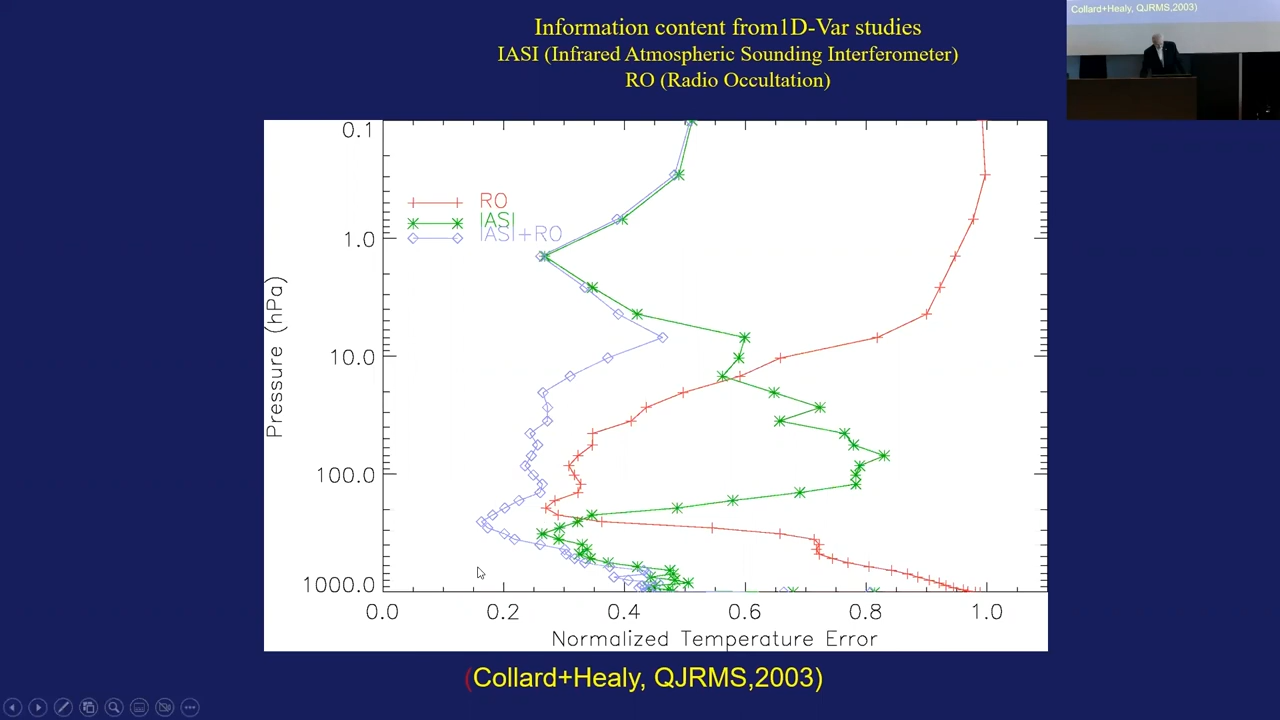 Information content from1D-Var studies
IASI (Infrared Atmospheric Sounding Interferometer)
RO (Radio Occultation)
Collard+Healy, QJRMS,2003)
0.1
1.0
10.0
100.0
1000.0
Pressure (hPa)
RO
IASI
IASI+RO
0.0 0.2 0.4 0.6 0.8 1.0
Normalized Temperature Error
(Collard+Healy, QJRMS,2003)